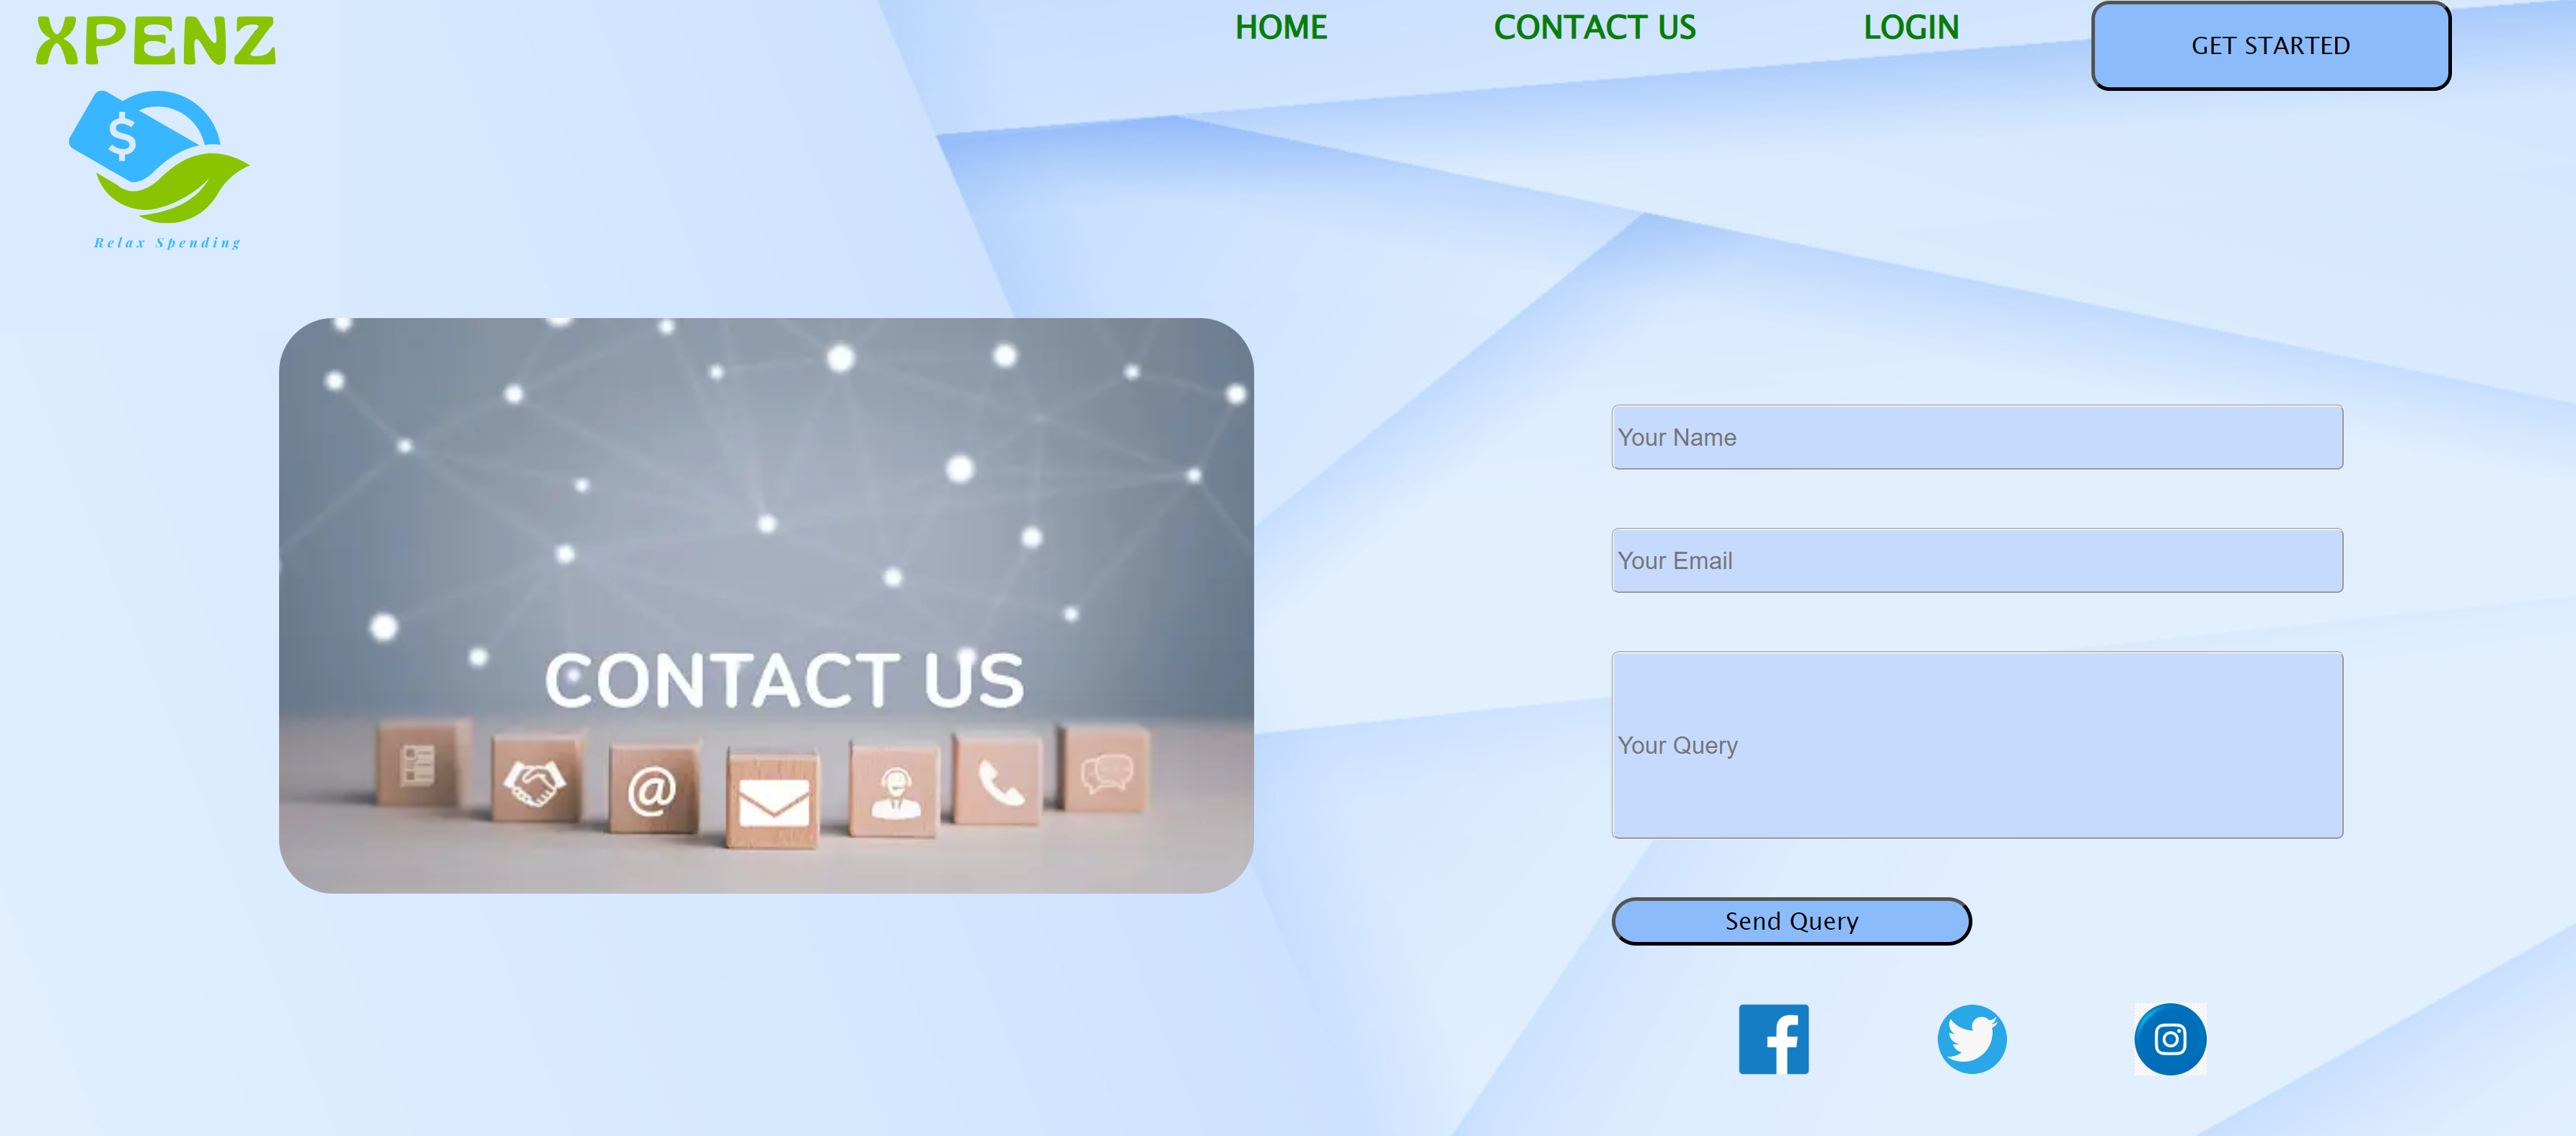 XPENZ
HOME
CONTACT US
LOGIN
GET STARTED
$
Relax Spending
Your Name
Your Email
CONTACT US
Your Query
@
Send Query